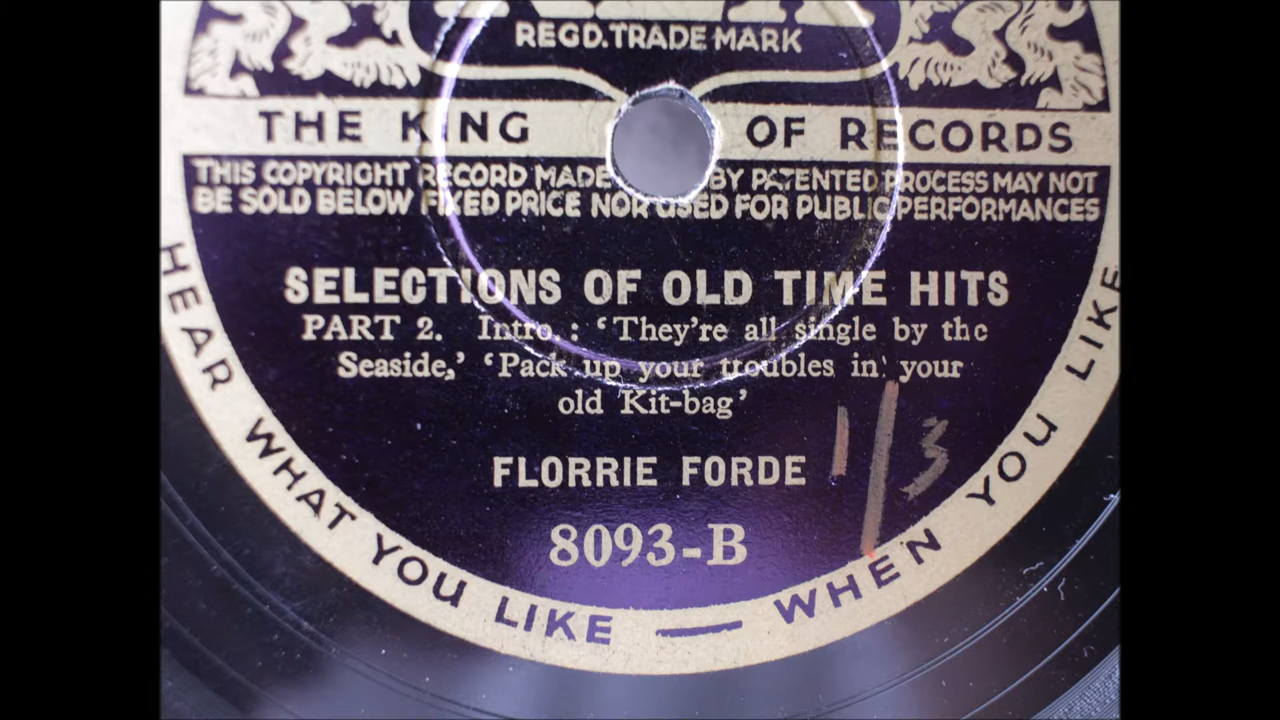 REGD. TRADE MARK
THE KING OF RECORDS
THIS COPYRIGHT RECORD MADE BY PATENTED PROCESS MAY NOT
BE SOLD BELOW FIXED PRICE NOR USED FOR PUBLIC PERFORMANCES
SELECTIONS OF OLD TIME HITS
PART 2. Intro.: ‘They're all single by the
Seaside,’ ‘Pack up your troubles in your
old Kit-bag’
FLORRIE FORDE
1/3
8093-B
HEAR WHAT YOU LIKE — WHEN YOU LIKE